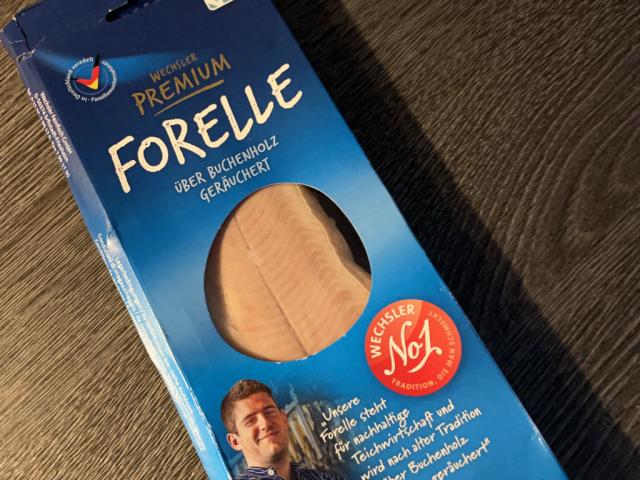 WECHSLER
PREMIUM
FORELLE
ÜBER BUCHENHOLZ
GERÄUCHERT
WECHSLER
No1
TRADITION, DIE MAN SCHMECKT
"Unsere
Forelle steht
für nachhaltige
Teichwirtschaft und
wird nach alter Tradition
über Buchenholz
geräuchert"